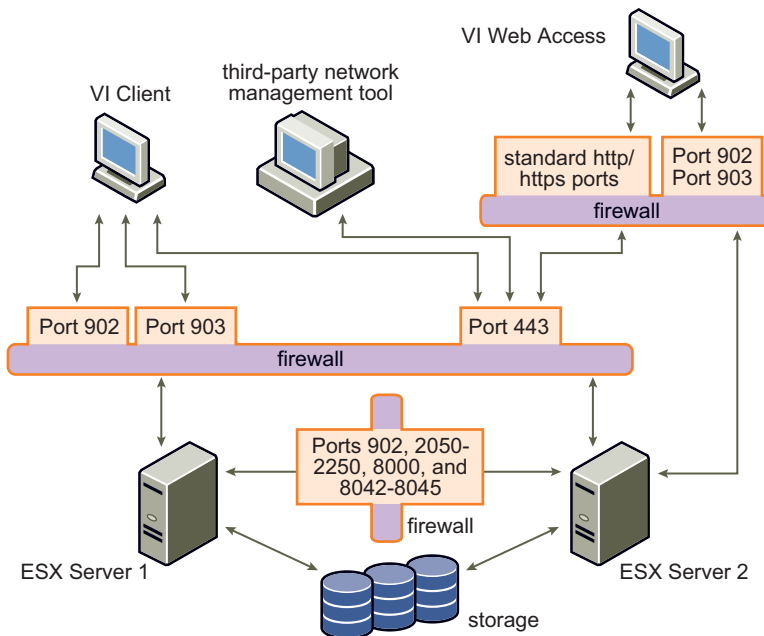 VI Web Access
third-party network
management tool
VI Client
standard http/
https ports
Port 902
Port 903
firewall
Port 902
Port 903
Port 443
firewall
Ports 902, 2050-
2250, 8000, and
8042-8045
firewall
ESX Server 1
ESX Server 2
storage